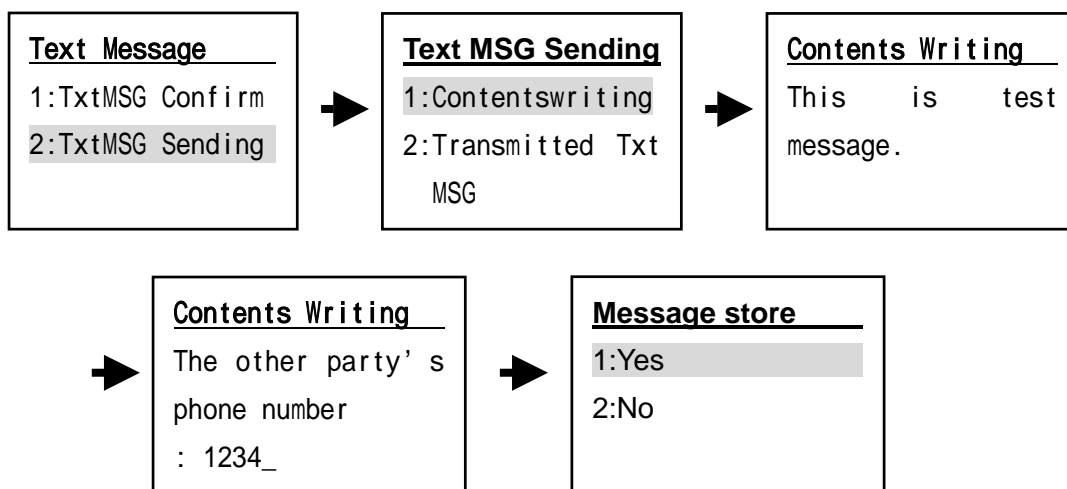 Text Message
1:TxtMSG Confirm
2:TxtMSG Sending
Text MSG Sending
1:Contentswriting
2:Transmitted Txt
MSG
Contents Writing
This is test
message.
Contents Writing
The other party's
phone number
: 1234_
Message store
1:Yes
2:No